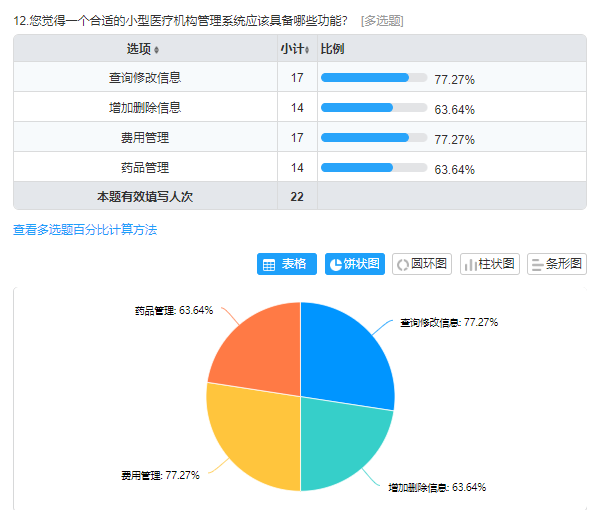 12.您觉得一个合适的小型医疗机构管理系统应该具备哪些功能？ [多选题]
选项 小计 比例
查询修改信息 17 77.27%
增加删除信息 14 63.64%
费用管理 17 77.27%
药品管理 14 63.64%
本题有效填写人次 22
查看多选题百分比计算方法
表格 饼状图 圆环图 柱状图 条形图
药品管理: 63.64%
查询修改信息: 77.27%
费用管理: 77.27%
增加删除信息: 63.64%